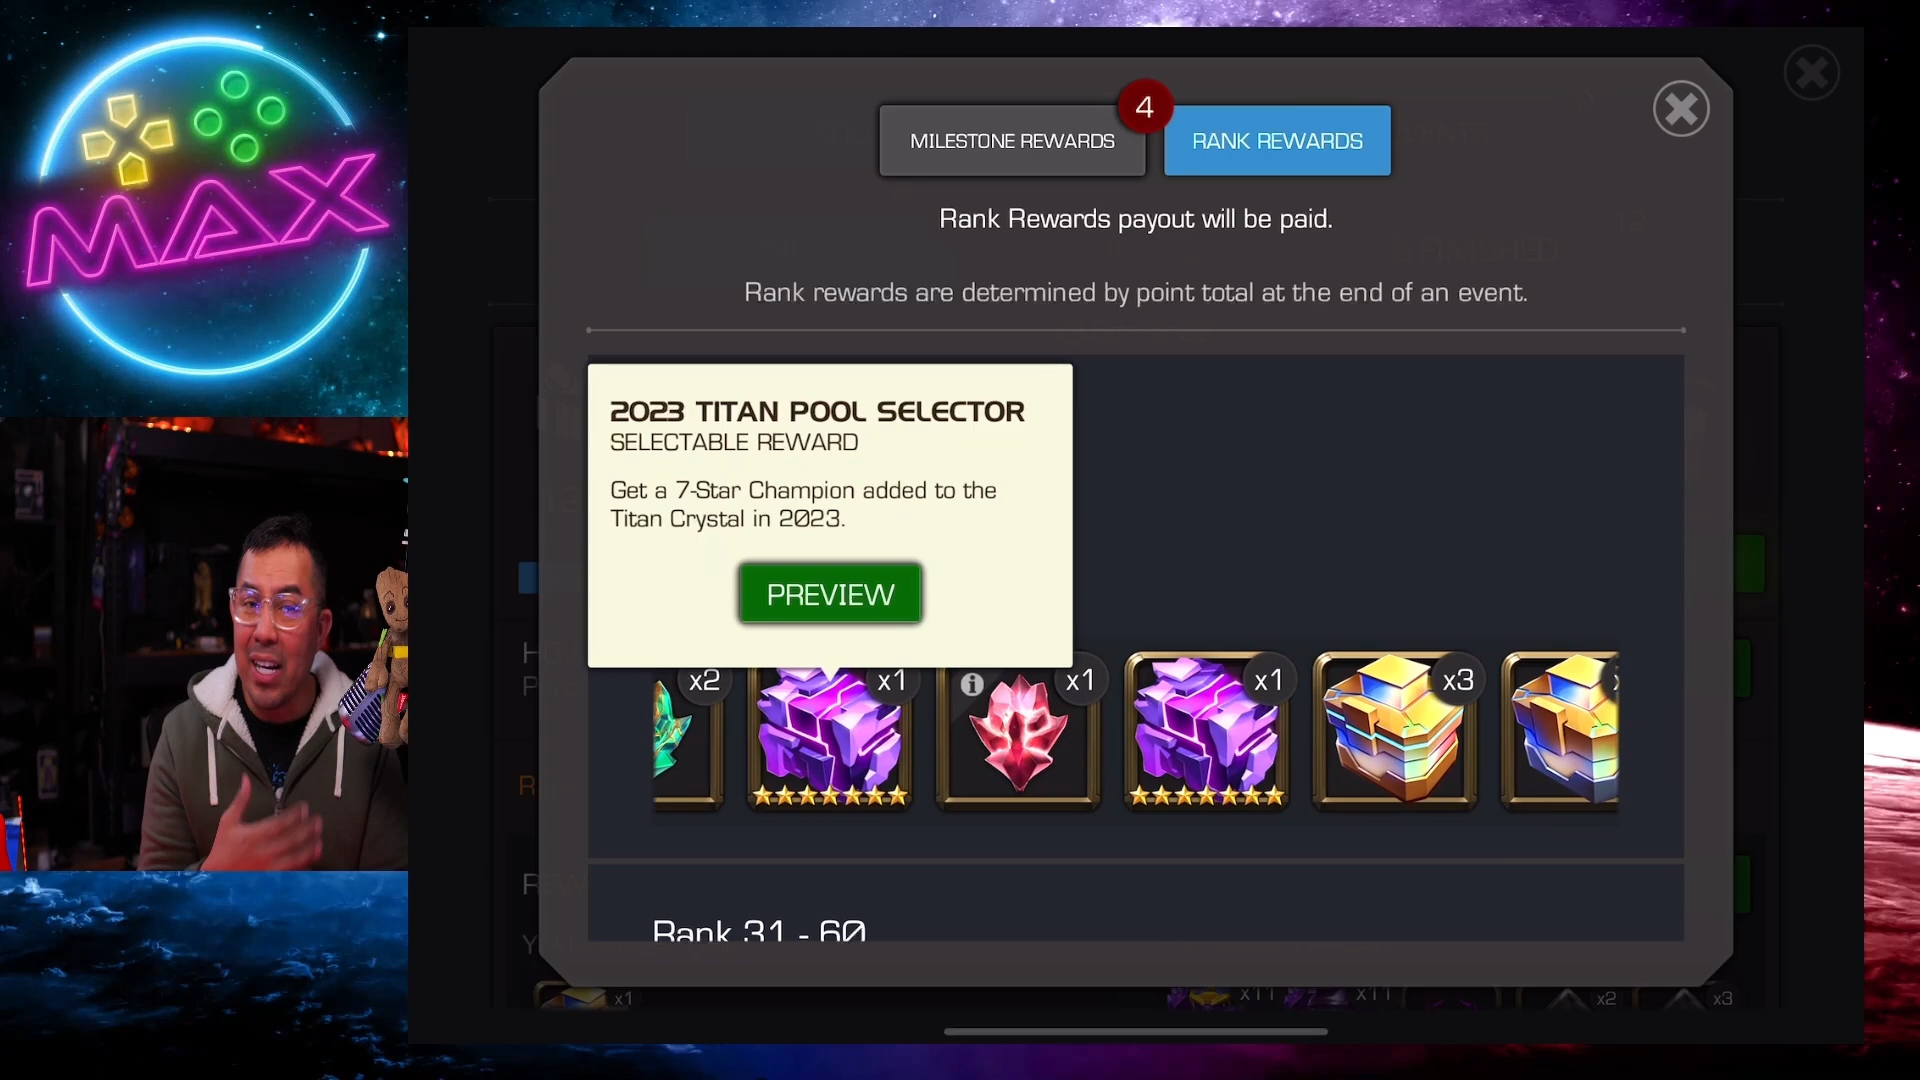 MAX
4
MILESTONE REWARDS
RANK REWARDS
Rank Rewards payout will be paid.
Rank rewards are determined by point total at the end of an event.
2023 TITAN POOL SELECTOR
SELECTABLE REWARD
Get a 7-Star Champion added to the
Titan Crystal in 2023.
PREVIEW
x2
x1
x1
x1
x3
Rank 31 - 60
x1
x11
x11
x2
x3